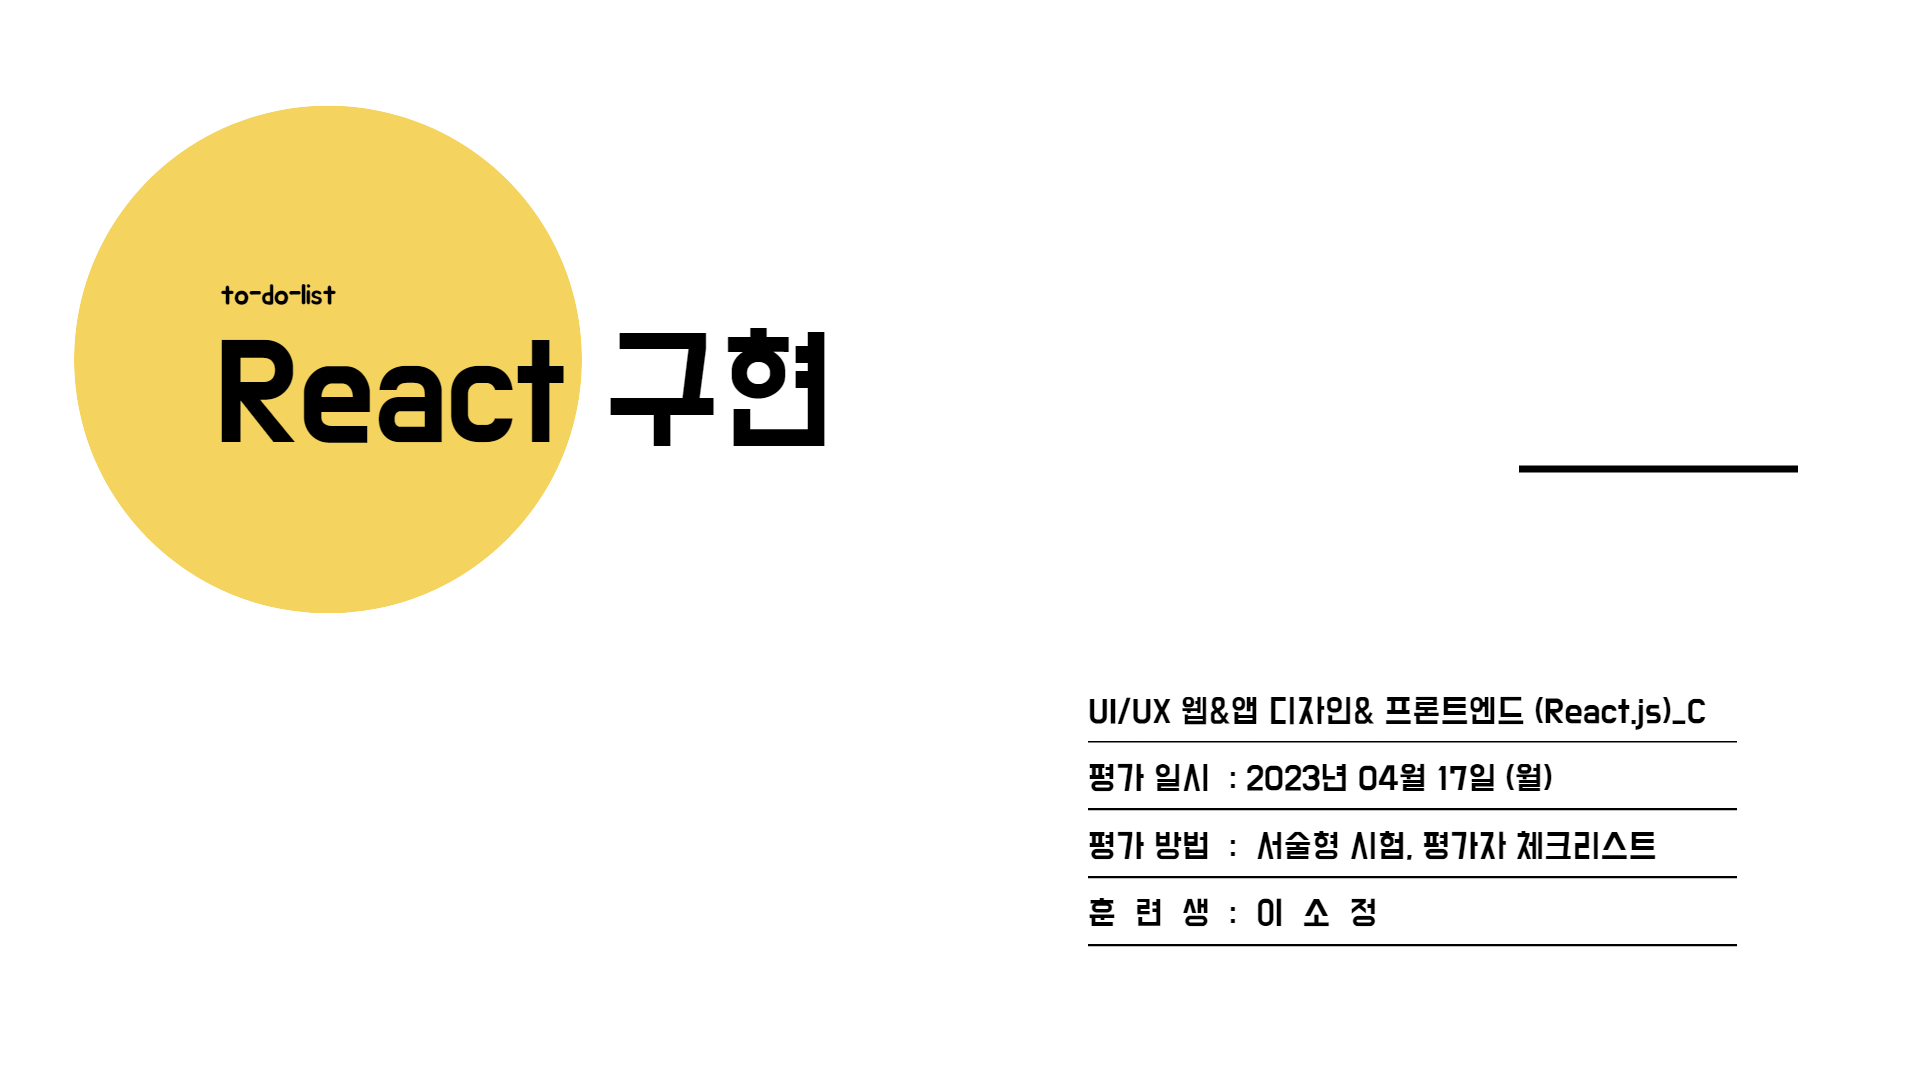 to-do-list
React 구현
UI/UX 웹&앱 디자인& 프론트엔드 (React.js)_C
평가 일시 : 2023년 04월 17일 (월)
평가 방법 : 서술형 시험, 평가자 체크리스트
훈 련 생 : 이 소 정